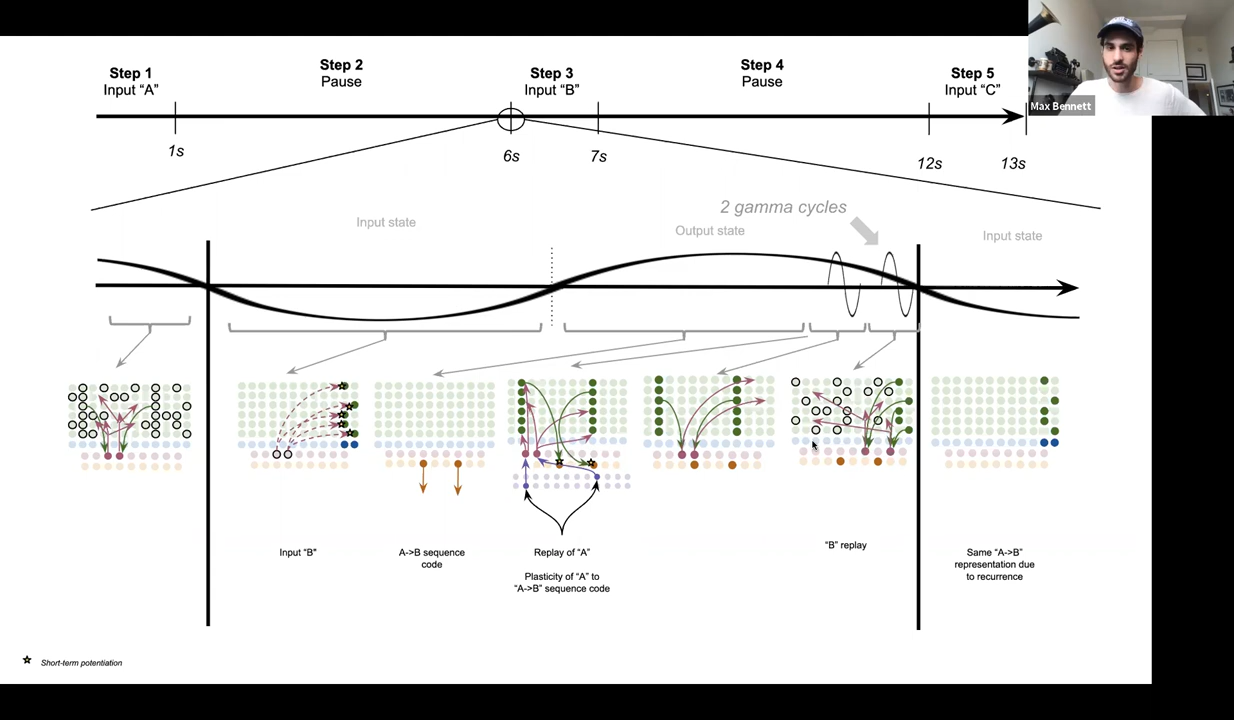 Step 1
Input “A”
Step 2
Pause
Step 3
Input “B”
Step 4
Pause
Step 5
Input “C”
Max Bennett
1s
6s
7s
12s
13s
Input state
2 gamma cycles
Output state
Input state
Input “B”
A->B sequence
code
Replay of “A”
Plasticity of “A” to
“A->B” sequence code
“B” replay
Same “A->B”
representation due
to recurrence
Short-term potentiation